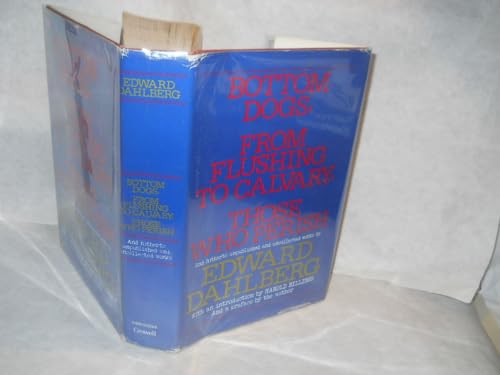 EDWARD
DAHLBERG
BOTTOM
DOGS,
FROM
FLUSHING
TO CALVARY,
THOSE
WHO PERISH
And hitherto
unpublished and
uncollected works
Crowell
BOTTOM
DOGS,
FROM
FLUSHING
TO CALVARY,
THOSE
WHO PERISH
and hitherto unpublished and uncollected works by
EDWARD
DAHLBERG
With an introduction by HAROLD BILLINGS
And a preface by the author